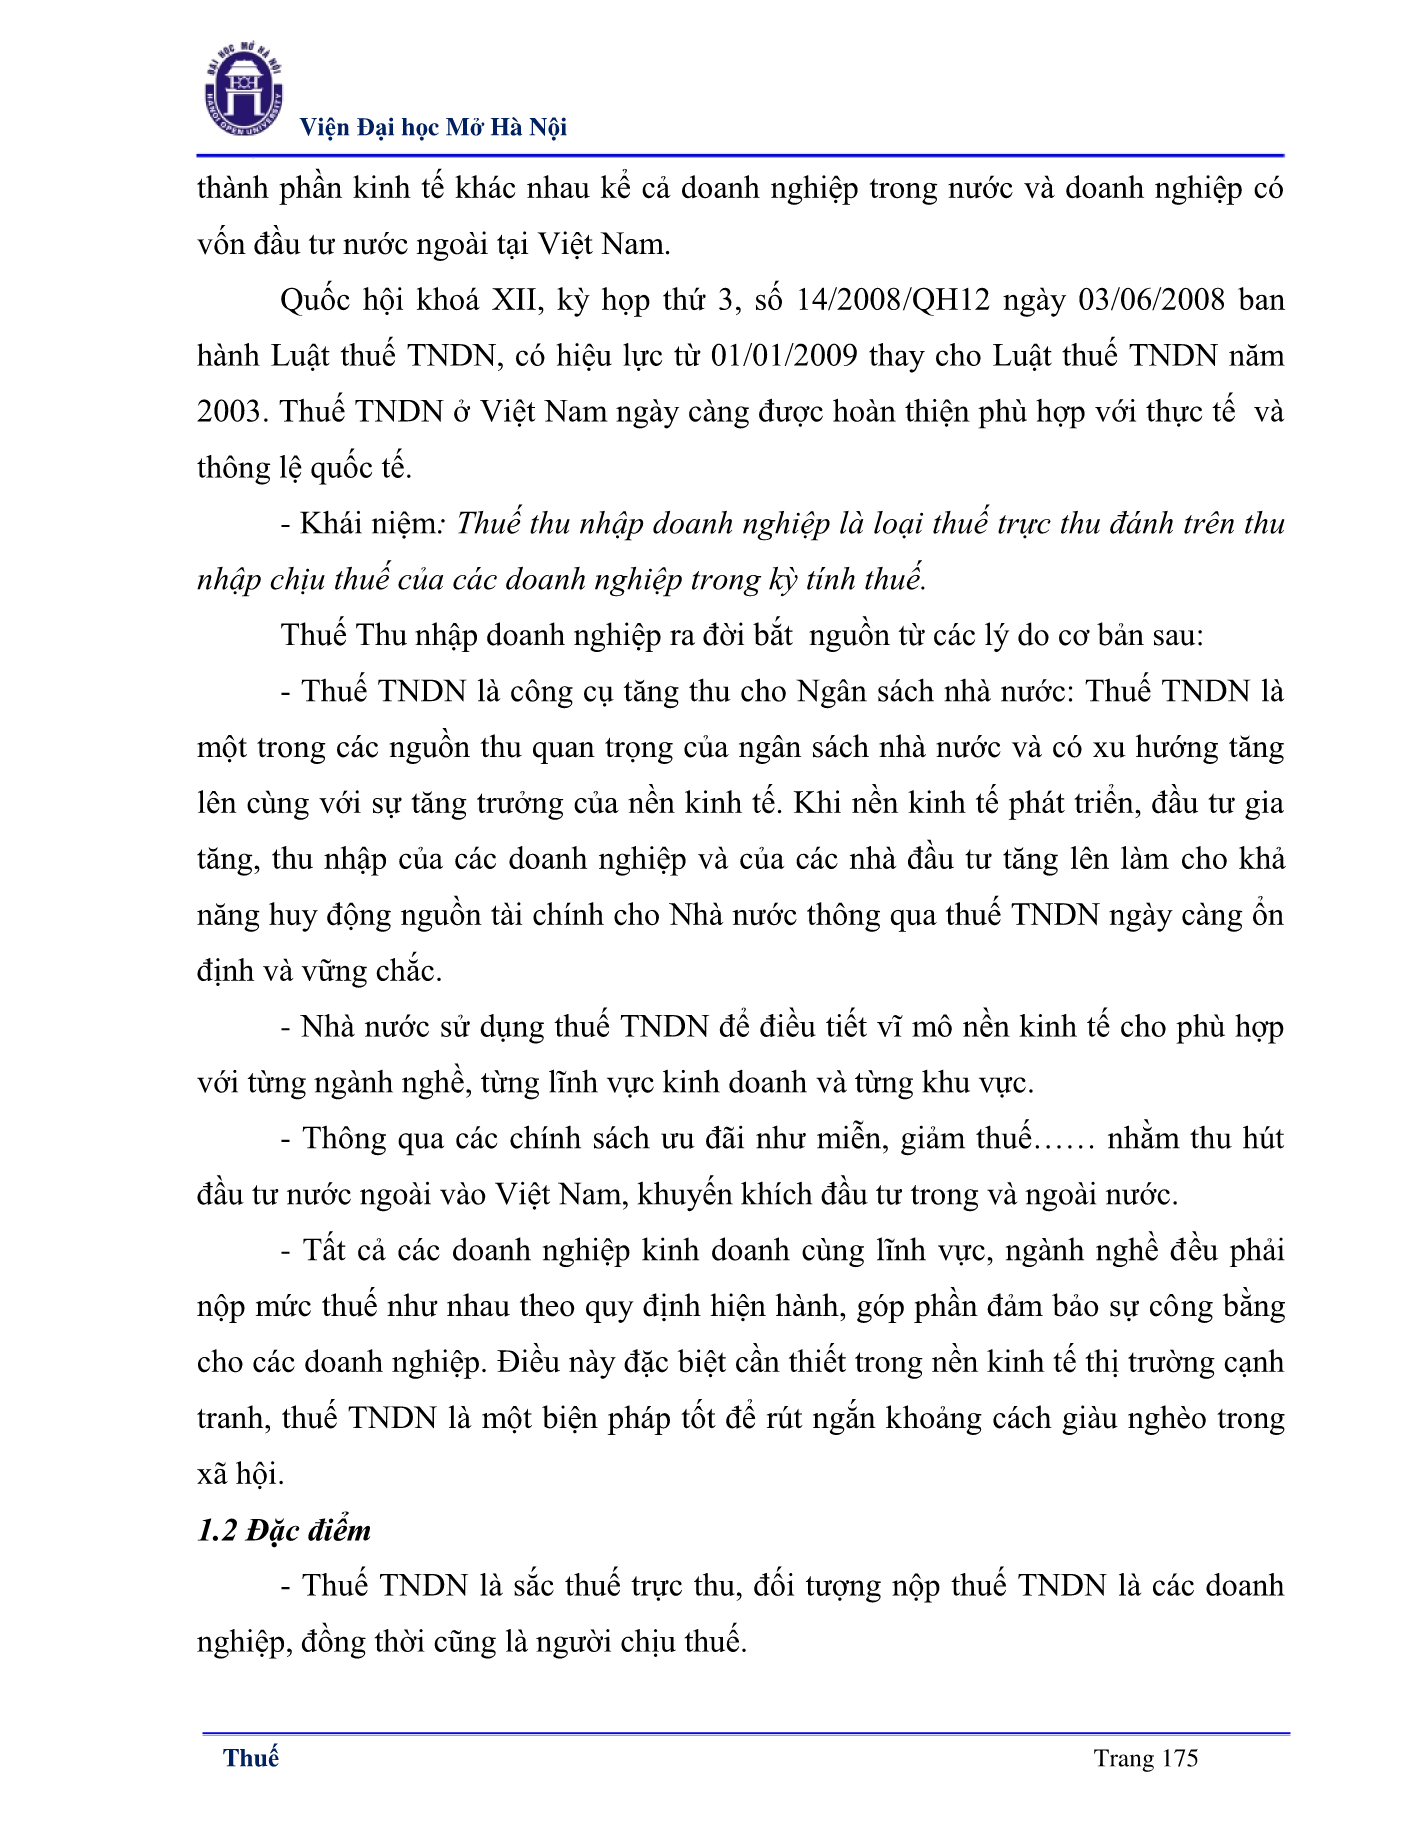 ĐẠI HỌC MỞ HÀ NỘI
HANOI OPEN UNIVERSITY
Viện Đại học Mở Hà Nội
thành phần kinh tế khác nhau kể cả doanh nghiệp trong nước và doanh nghiệp có
vốn đầu tư nước ngoài tại Việt Nam.
Quốc hội khoá XII, kỳ họp thứ 3, số 14/2008/QH12 ngày 03/06/2008 ban
hành Luật thuế TNDN, có hiệu lực từ 01/01/2009 thay cho Luật thuế TNDN năm
2003. Thuế TNDN ở Việt Nam ngày càng được hoàn thiện phù hợp với thực tế  và
thông lệ quốc tế.
- Khái niệm: Thuế thu nhập doanh nghiệp là loại thuế trực thu đánh trên thu
nhập chịu thuế của các doanh nghiệp trong kỳ tính thuế.
Thuế Thu nhập doanh nghiệp ra đời bắt  nguồn từ các lý do cơ bản sau:
- Thuế TNDN là công cụ tăng thu cho Ngân sách nhà nước: Thuế TNDN là
một trong các nguồn thu quan trọng của ngân sách nhà nước và có xu hướng tăng
lên cùng với sự tăng trưởng của nền kinh tế. Khi nền kinh tế phát triển, đầu tư gia
tăng, thu nhập của các doanh nghiệp và của các nhà đầu tư tăng lên làm cho khả
năng huy động nguồn tài chính cho Nhà nước thông qua thuế TNDN ngày càng ổn
định và vững chắc.
- Nhà nước sử dụng thuế TNDN để điều tiết vĩ mô nền kinh tế cho phù hợp
với từng ngành nghề, từng lĩnh vực kinh doanh và từng khu vực.
- Thông qua các chính sách ưu đãi như miễn, giảm thuế…… nhằm thu hút
đầu tư nước ngoài vào Việt Nam, khuyến khích đầu tư trong và ngoài nước.
- Tất cả các doanh nghiệp kinh doanh cùng lĩnh vực, ngành nghề đều phải
nộp mức thuế như nhau theo quy định hiện hành, góp phần đảm bảo sự công bằng
cho các doanh nghiệp. Điều này đặc biệt cần thiết trong nền kinh tế thị trường cạnh
tranh, thuế TNDN là một biện pháp tốt để rút ngắn khoảng cách giàu nghèo trong
xã hội.
1.2 Đặc điểm
- Thuế TNDN là sắc thuế trực thu, đối tượng nộp thuế TNDN là các doanh
nghiệp, đồng thời cũng là người chịu thuế.
Thuế
Trang 175